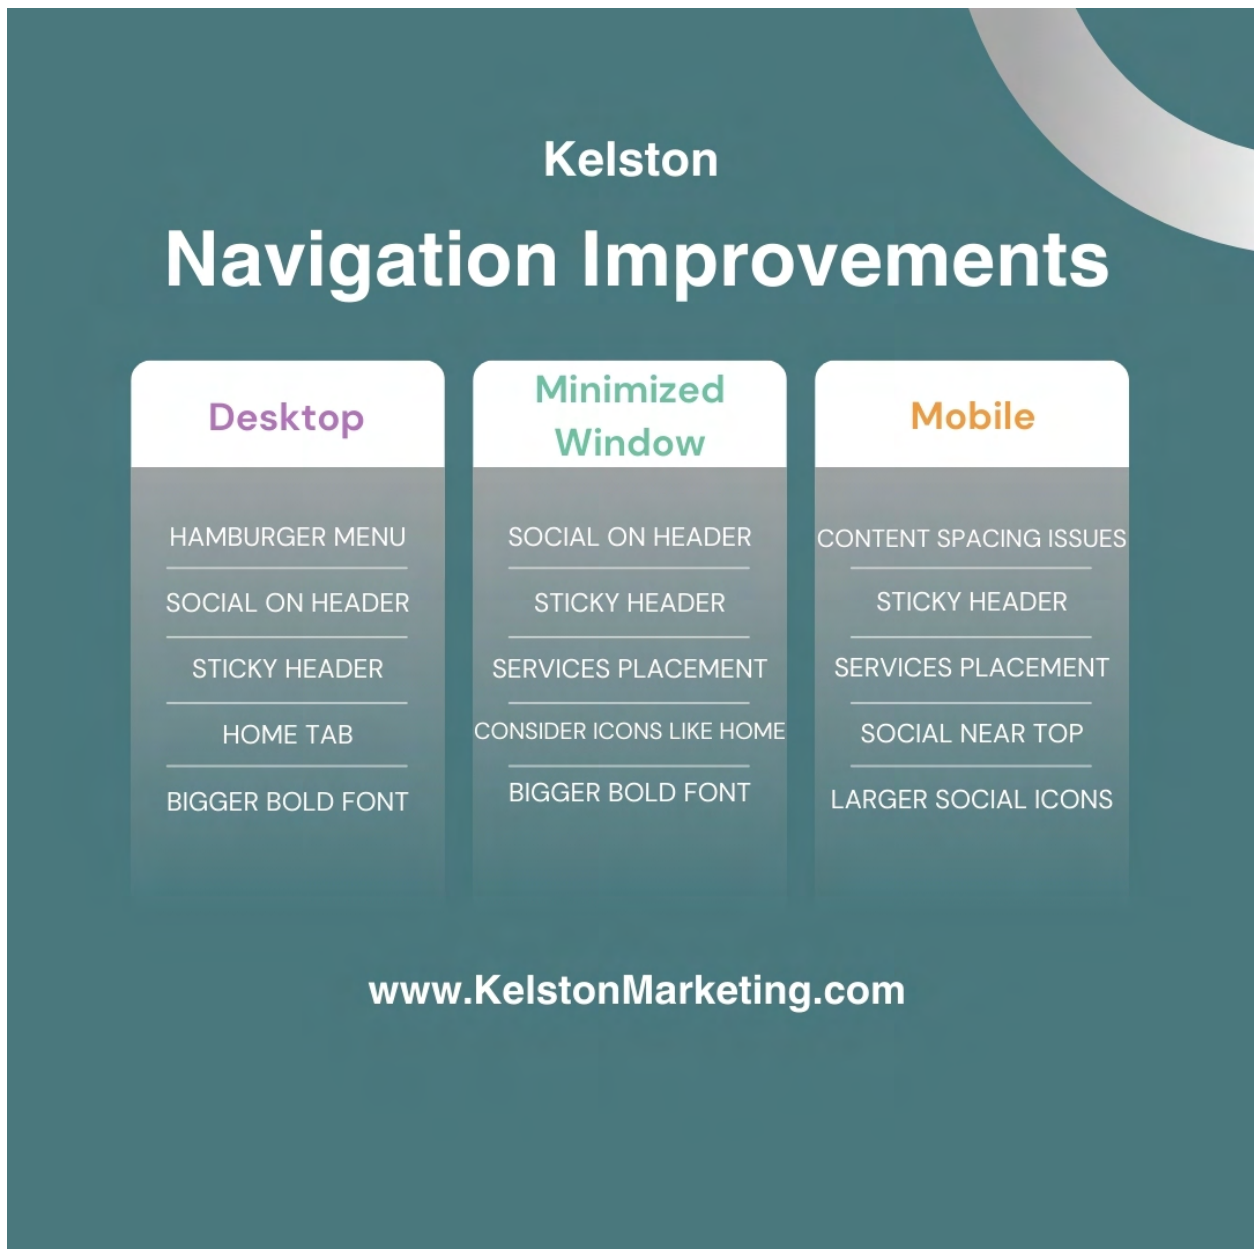 Kelston
Navigation Improvements
Desktop
HAMBURGER MENU
SOCIAL ON HEADER
STICKY HEADER
HOME TAB
BIGGER BOLD FONT
Minimized
Window
SOCIAL ON HEADER
STICKY HEADER
SERVICES PLACEMENT
CONSIDER ICONS LIKE HOME
BIGGER BOLD FONT
Mobile
CONTENT SPACING ISSUES
STICKY HEADER
SERVICES PLACEMENT
SOCIAL NEAR TOP
LARGER SOCIAL ICONS
www.KelstonMarketing.com